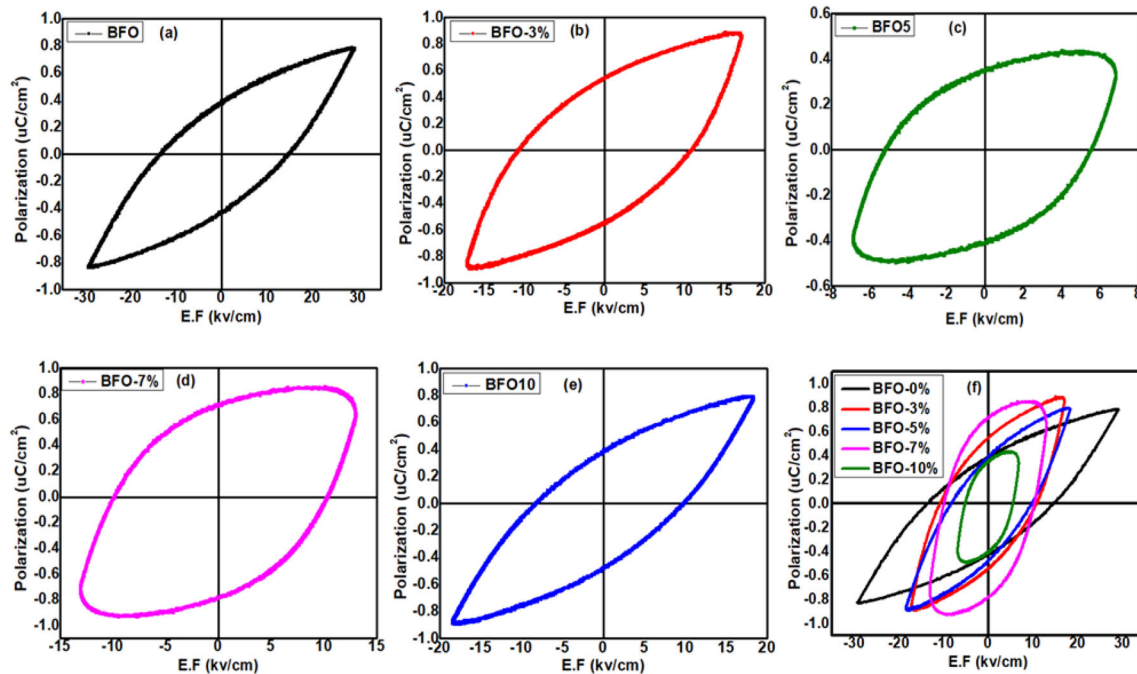 BFO (a)
1.0
0.8
0.6
0.4
0.2
0.0
-0.2
-0.4
-0.6
-0.8
-1.0
-30 -20 -10 0 10 20 30
Polarization (uC/cm²)
E.F (kv/cm)
BFO-3% (b)
1.0
0.8
0.6
0.4
0.2
0.0
-0.2
-0.4
-0.6
-0.8
-1.0
-20 -15 -10 -5 0 5 10 15 20
Polarization (uC/cm²)
E.F (kv/cm)
BFO5 (c)
0.6
0.4
0.2
0.0
-0.2
-0.4
-0.6
-8 -6 -4 -2 0 2 4 6 8
Polarization (uC/cm²)
E.F (kv/cm)
BFO-7% (d)
1.0
0.8
0.6
0.4
0.2
0.0
-0.2
-0.4
-0.6
-0.8
-1.0
-15 -10 -5 0 5 10 15
Polarization (uC/cm²)
E.F (kv/cm)
BFO10 (e)
1.0
0.8
0.6
0.4
0.2
0.0
-0.2
-0.4
-0.6
-0.8
-1.0
-20 -15 -10 -5 0 5 10 15 20
Polarization (uC/cm²)
E.F (kv/cm)
BFO-0% (f)
BFO-3%
BFO-5%
BFO-7%
BFO-10%
1.0
0.8
0.6
0.4
0.2
0.0
-0.2
-0.4
-0.6
-0.8
-1.0
-30 -20 -10 0 10 20 30
Polarization (uC/cm²)
E.F (kv/cm)